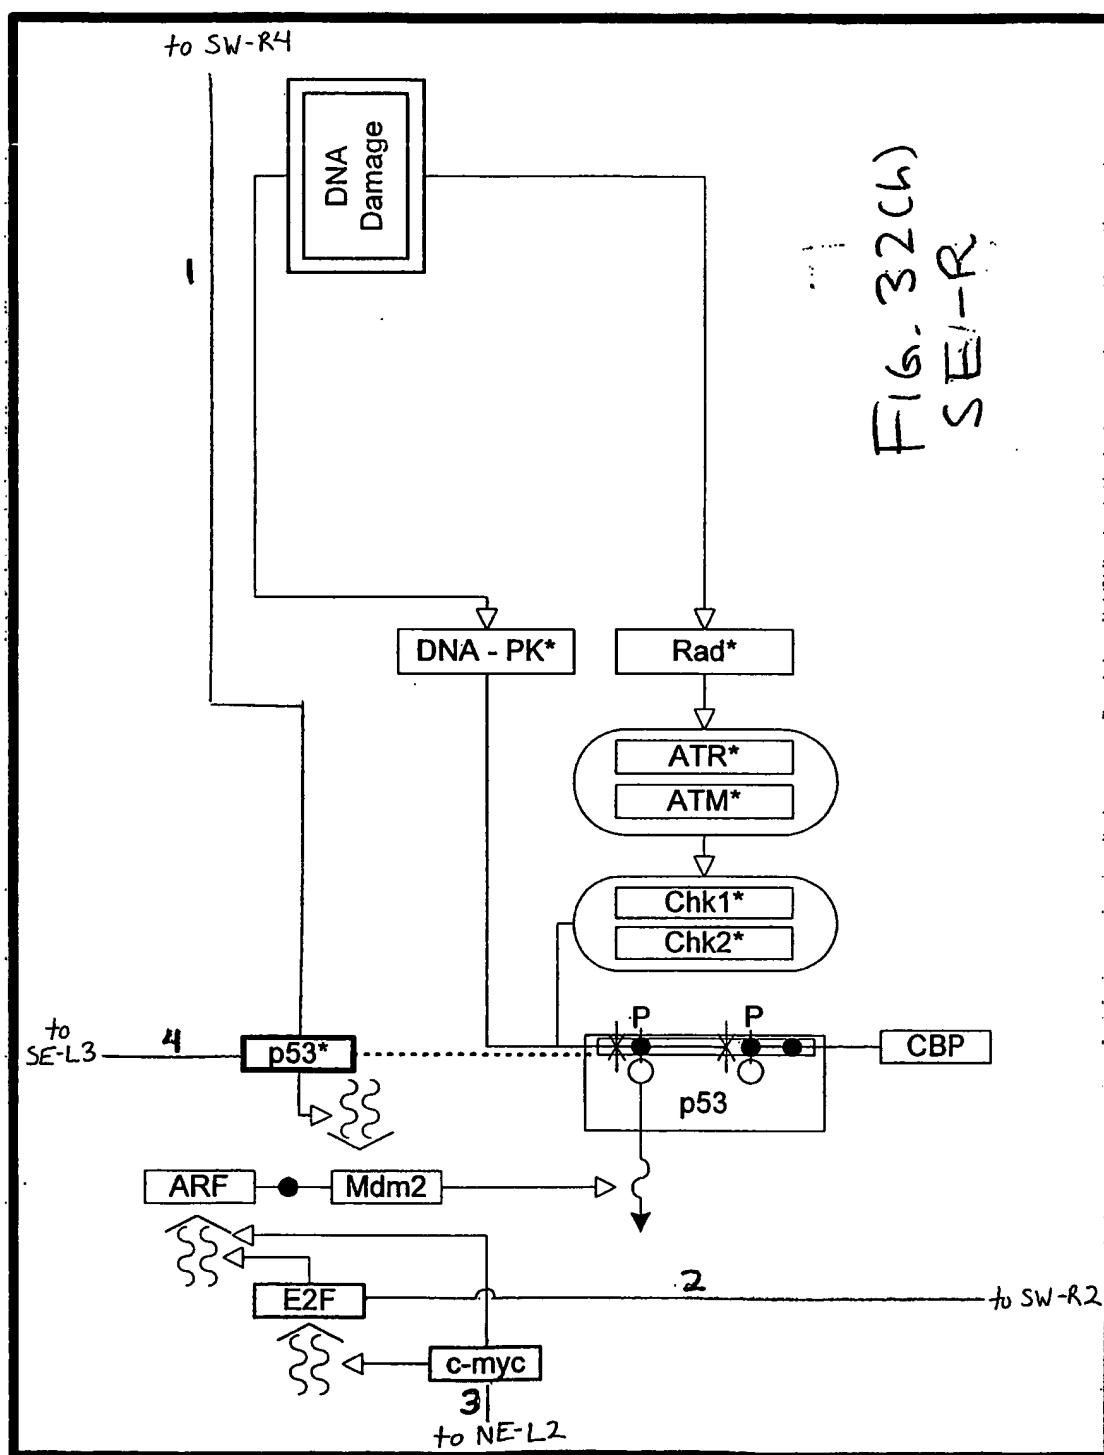 to SW-R4
DNA
Damage
1
FIG. 32(h)
SE-R
DNA - PK*
Rad*
ATR*
ATM*
Chk1*
Chk2*
to
SE-L3
4
p53*
P
P
CBP
p53
ARF
Mdm2
E2F
2
to SW-R2
c-myc
3
to NE-L2